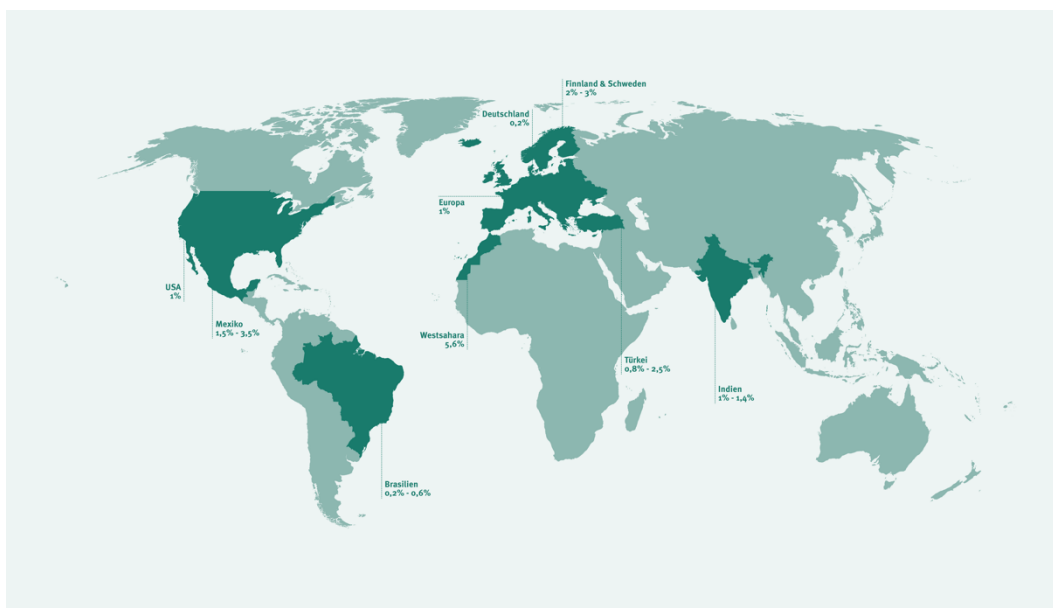 Finnland & Schweden
2% - 3%
Deutschland
0,2%
Europa
1%
USA
1%
Mexiko
1,5% - 3,5%
Westsahara
5,6%
Türkei
0,8% - 2,5%
Indien
1% - 1,4%
Brasilien
0,2% - 0,6%